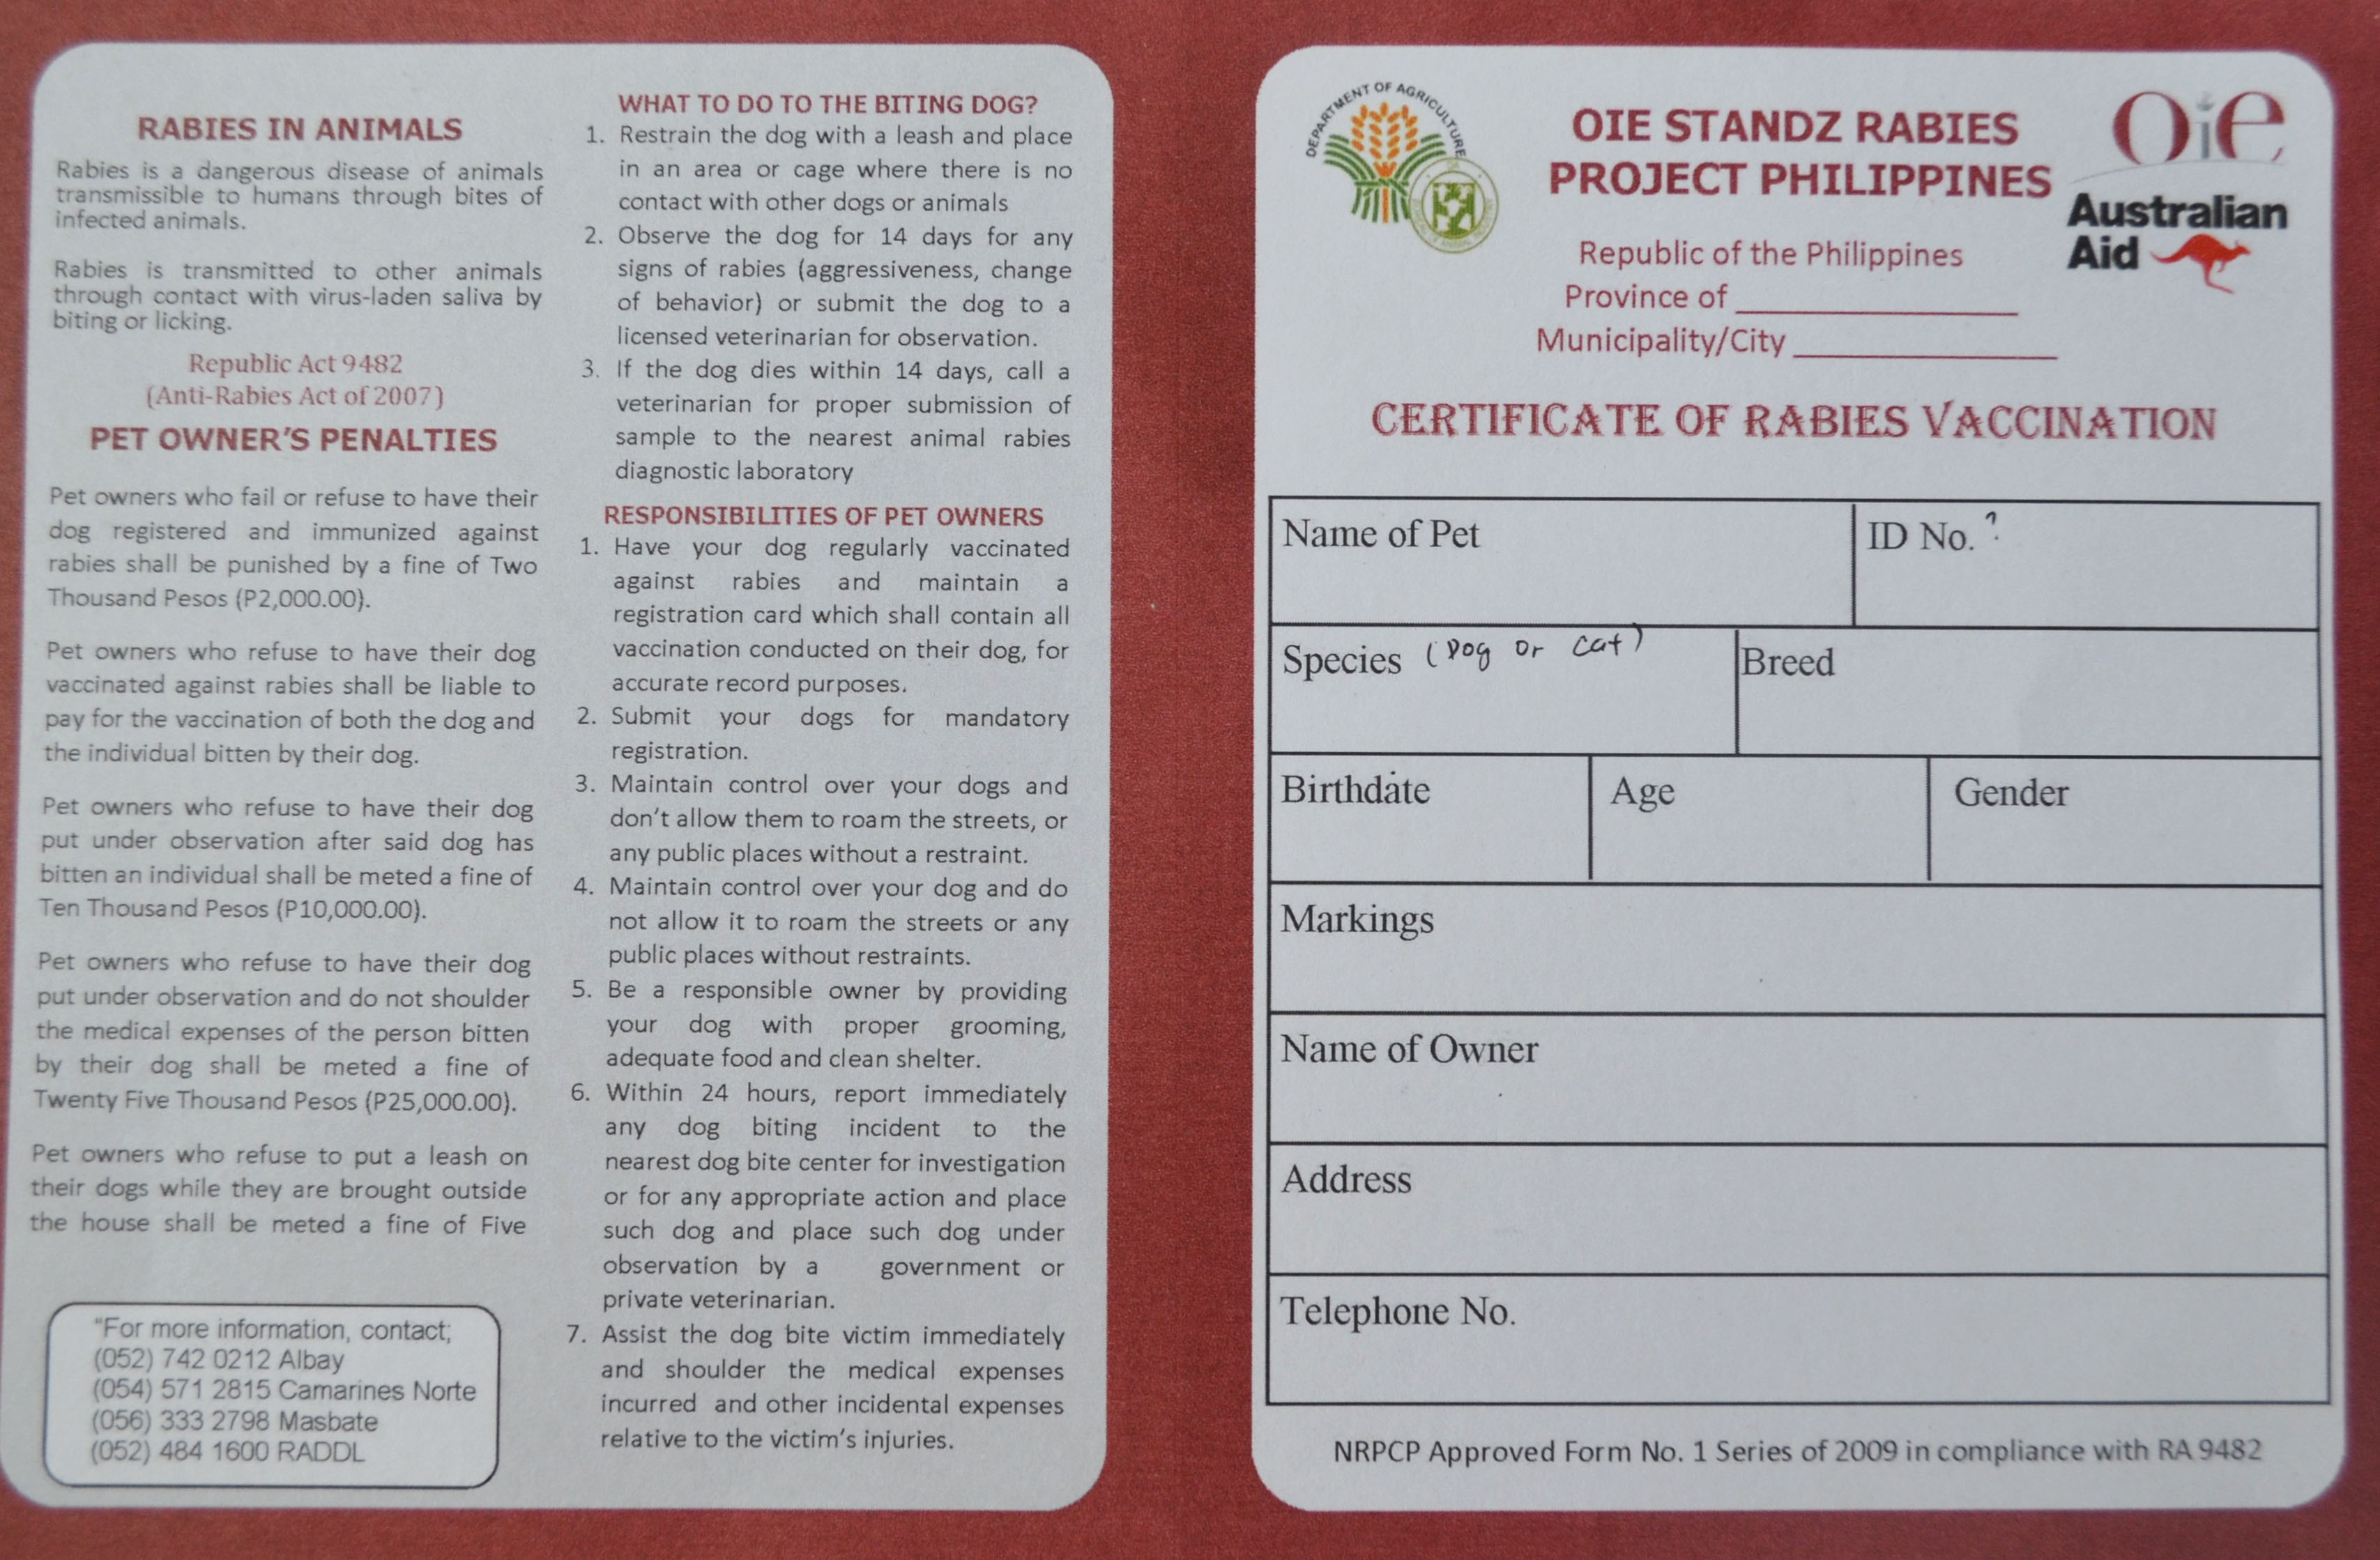 RABIES IN ANIMALS
Rabies is a dangerous disease of animals
transmissible to humans through bites of
infected animals.
Rabies is transmitted to other animals
through contact with virus-laden saliva by
biting or licking.
Republic Act 9482
(Anti-Rabies Act of 2007)
PET OWNER'S PENALTIES
Pet owners who fail or refuse to have their
dog registered and immunized against
rabies shall be punished by a fine of Two
Thousand Pesos (P2,000.00).
Pet owners who refuse to have their dog
vaccinated against rabies shall be liable to
pay for the vaccination of both the dog and
the individual bitten by their dog.
Pet owners who refuse to have their dog
put under observation after said dog has
bitten an individual shall be meted a fine of
Ten Thousand Pesos (P10,000.00).
Pet owners who refuse to have their dog
put under observation and do not shoulder
the medical expenses of the person bitten
by their dog shall be meted a fine of
Twenty Five Thousand Pesos (P25,000.00).
Pet owners who refuse to put a leash on
their dogs while they are brought outside
the house shall be meted a fine of Five
"For more information, contact;
(052) 742 0212 Albay
(054) 571 2815 Camarines Norte
(056) 333 2798 Masbate
(052) 484 1600 RADDL
WHAT TO DO TO THE BITING DOG?
1. Restrain the dog with a leash and place
in an area or cage where there is no
contact with other dogs or animals
2. Observe the dog for 14 days for any
signs of rabies (aggressiveness, change
of behavior) or submit the dog to a
licensed veterinarian for observation.
3. If the dog dies within 14 days, call a
veterinarian for proper submission of
sample to the nearest animal rabies
diagnostic laboratory
RESPONSIBILITIES OF PET OWNERS
1. Have your dog regularly vaccinated
against rabies and maintain a
registration card which shall contain all
vaccination conducted on their dog, for
accurate record purposes.
2. Submit your dogs for mandatory
registration.
3. Maintain control over your dogs and
don't allow them to roam the streets, or
any public places without a restraint.
4. Maintain control over your dog and do
not allow it to roam the streets or any
public places without restraints.
5. Be a responsible owner by providing
your dog with proper grooming,
adequate food and clean shelter.
6. Within 24 hours, report immediately
any dog biting incident to the
nearest dog bite center for investigation
or for any appropriate action and place
such dog and place such dog under
observation by a government or
private veterinarian.
7. Assist the dog bite victim immediately
and shoulder the medical expenses
incurred and other incidental expenses
relative to the victim's injuries.
DEPARTMENT OF AGRICULTURE
OIE STANDZ RABIES
PROJECT PHILIPPINES
Oie
Australian
Aid
Republic of the Philippines
Province of
Municipality/City
CERTIFICATE OF RABIES VACCINATION
Name of Pet
ID No. ?
Species (Dog or cat)
Breed
Birthdate
Age
Gender
Markings
Name of Owner
Address
Telephone No.
NRPCP Approved Form No. 1 Series of 2009 in compliance with RA 9482